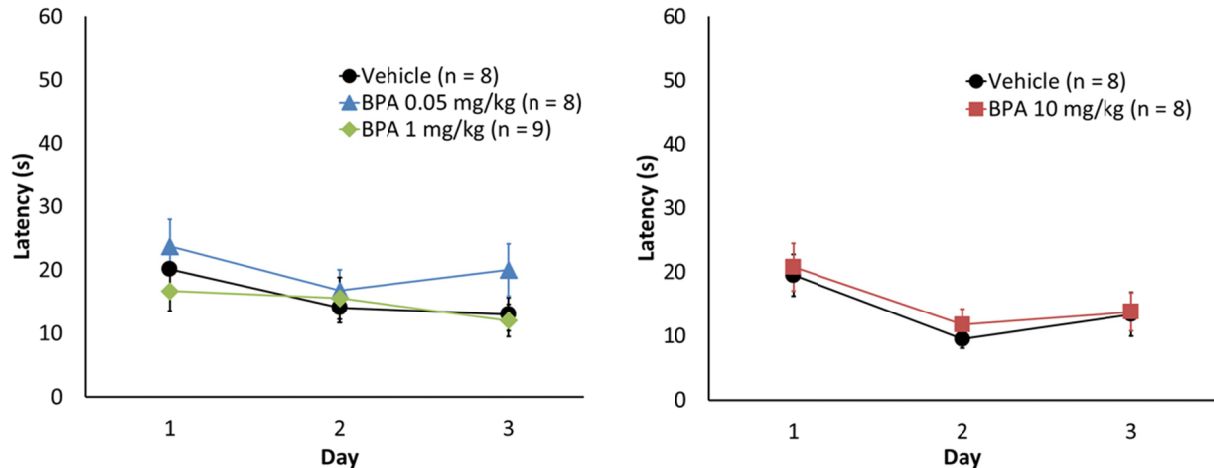 60
50
40
30
20
10
0
Latency (s)
Vehicle (n = 8)
BPA 0.05 mg/kg (n = 8)
BPA 1 mg/kg (n = 9)
1 2 3
Day
60
50
40
30
20
10
0
Latency (s)
Vehicle (n = 8)
BPA 10 mg/kg (n = 8)
1 2 3
Day